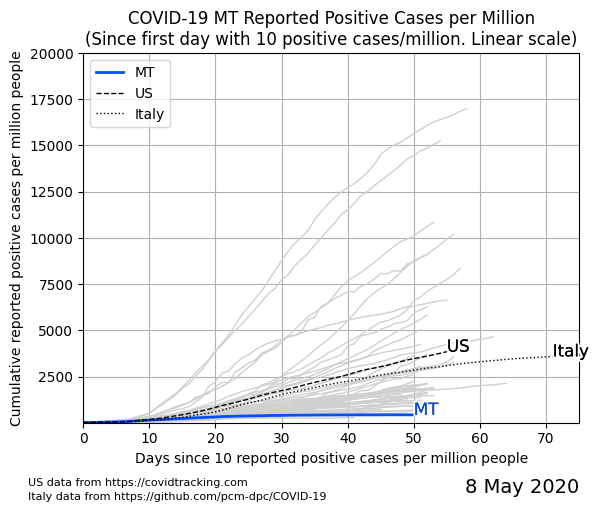 COVID-19 MT Reported Positive Cases per Million
(Since first day with 10 positive cases/million. Linear scale)
Cumulative reported positive cases per million people
20000
17500
15000
12500
10000
7500
5000
2500
MT
US
Italy
US
Italy
MT
0 10 20 30 40 50 60 70
Days since 10 reported positive cases per million people
US data from https://covidtracking.com
Italy data from https://github.com/pcm-dpc/COVID-19
8 May 2020